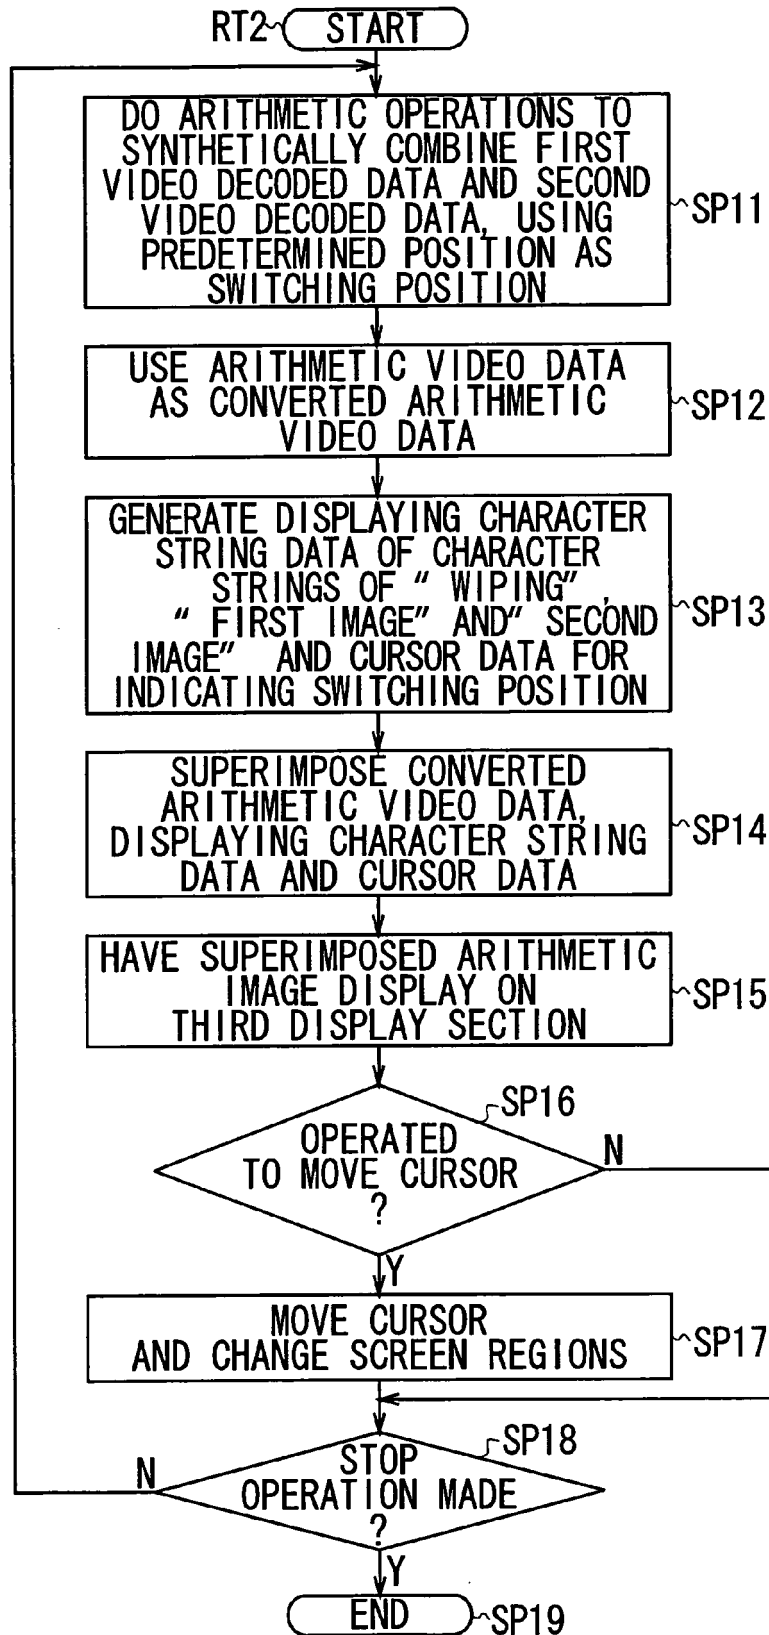 RT2 START
DO ARITHMETIC OPERATIONS TO
SYNTHETICALLY COMBINE FIRST
VIDEO DECODED DATA AND SECOND
VIDEO DECODED DATA, USING
PREDETERMINED POSITION AS
SWITCHING POSITION
SP11
USE ARITHMETIC VIDEO DATA
AS CONVERTED ARITHMETIC
VIDEO DATA
SP12
GENERATE DISPLAYING CHARACTER
STRING DATA OF CHARACTER
STRINGS OF " WIPING" ,
" FIRST IMAGE" AND" SECOND
IMAGE" AND CURSOR DATA FOR
INDICATING SWITCHING POSITION
SP13
SUPERIMPOSE CONVERTED
ARITHMETIC VIDEO DATA,
DISPLAYING CHARACTER STRING
DATA AND CURSOR DATA
SP14
HAVE SUPERIMPOSED ARITHMETIC
IMAGE DISPLAY ON
THIRD DISPLAY SECTION
SP15
SP16
OPERATED
TO MOVE CURSOR
?
N
Y
MOVE CURSOR
AND CHANGE SCREEN REGIONS
SP17
SP18
N
STOP
OPERATION MADE
?
Y
END
SP19